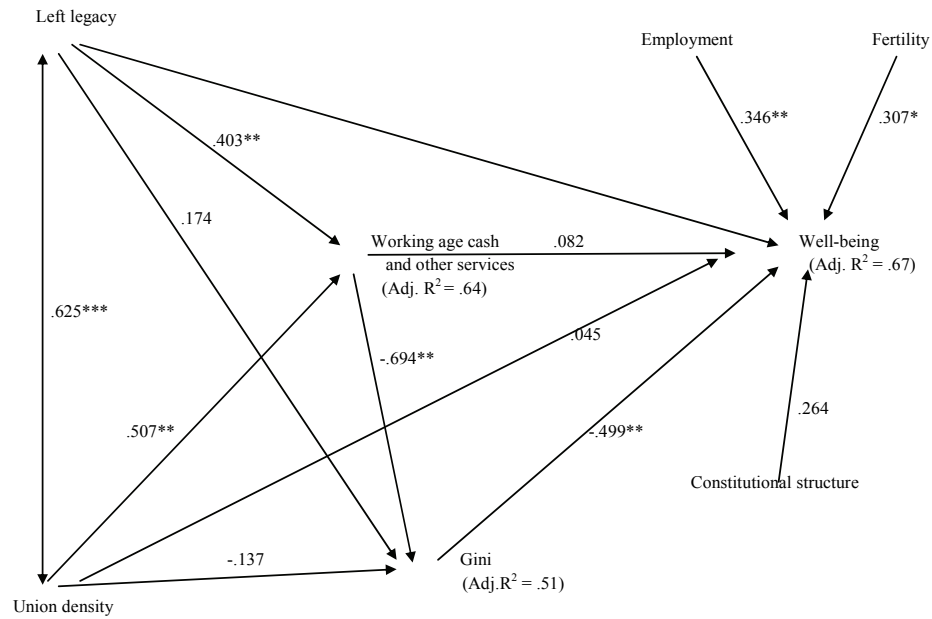 Left legacy
Employment
Fertility
.346**
.307*
.403**
.174
Working age cash
and other services
(Adj. R² = .64)
.082
Well-being
(Adj. R² = .67)
.625***
-.694**
.045
.507**
-.499**
.264
Constitutional structure
-.137
Gini
(Adj.R² = .51)
Union density